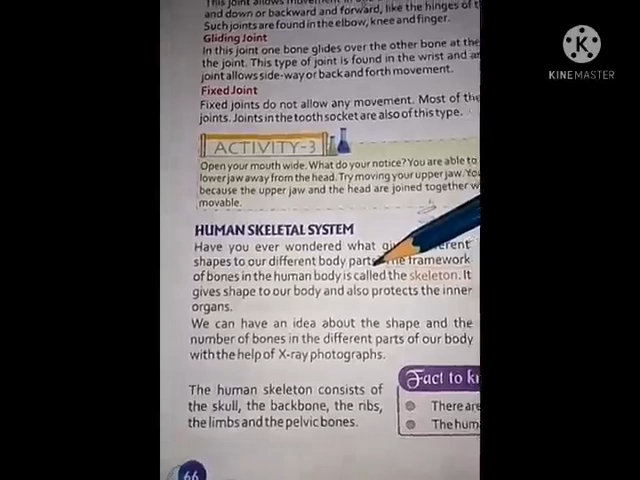 This joint allows movement in
and down or backward and forward, like the hinges of
Such joints are found in the elbow, knee and finger.
Gliding Joint
In this joint one bone glides over the other bone at the
the joint. This type of joint is found in the wrist and
joint allows side-way or back and forth movement.
Fixed Joint
Fixed joints do not allow any movement. Most of the
joints. Joints in the tooth socket are also of this type.
ACTIVITY-3
Open your mouth wide. What do your notice? You are able to
lower jaw away from the head. Try moving your upper jaw.
because the upper jaw and the head are joined together
movable.
HUMAN SKELETAL SYSTEM
Have you ever wondered what
shapes to our different body parts. The framework
of bones in the human body is called the skeleton. It
gives shape to our body and also protects the inner
organs.
We can have an idea about the shape and the
number of bones in the different parts of our body
with the help of X-ray photographs.
The human skeleton consists of
the skull, the backbone, the ribs,
the limbs and the pelvic bones.
Fact to
There are
The
66
KINEMASTER